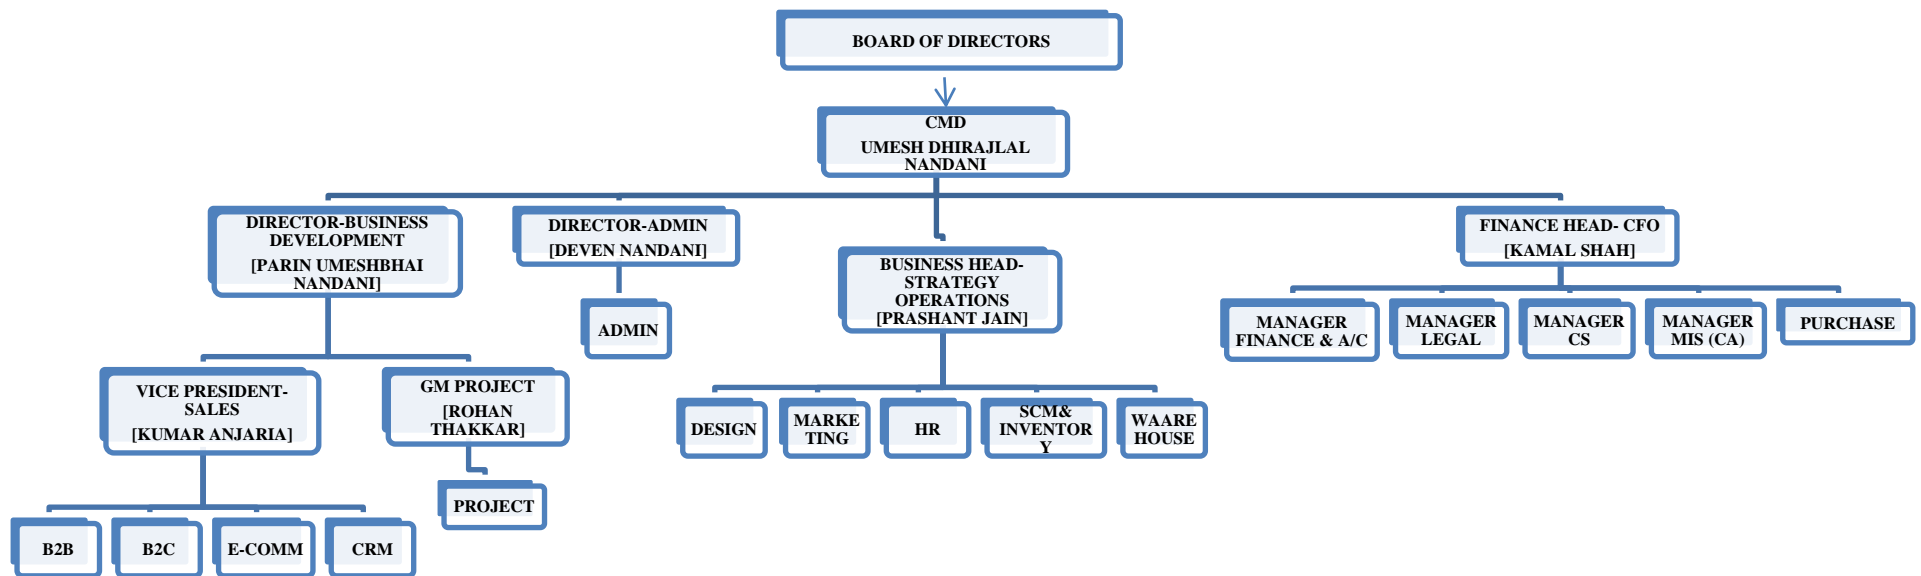 BOARD OF DIRECTORS
CMD
UMESH DHIRAJLAL
NANDANI
DIRECTOR-BUSINESS
DEVELOPMENT
[PARIN UMESHBHAI
NANDANI]
DIRECTOR-ADMIN
[DEVEN NANDANI]
BUSINESS HEAD-
STRATEGY
OPERATIONS
[PRASHANT JAIN]
FINANCE HEAD- CFO
[KAMAL SHAH]
ADMIN
MANAGER
FINANCE & A/C
MANAGER
LEGAL
MANAGER
CS
MANAGER
MIS (CA)
PURCHASE
VICE PRESIDENT-
SALES
[KUMAR ANJARIA]
GM PROJECT
[ROHAN
THAKKAR]
DESIGN
MARKE
TING
HR
SCM&
INVENTOR
Y
WAARE
HOUSE
PROJECT
B2B
B2C
E-COMM
CRM